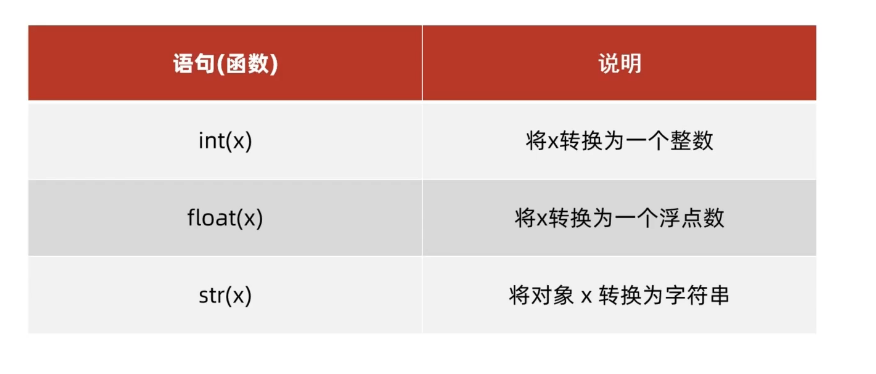 语句(函数) 说明
int(x) 将x转换为一个整数
float(x) 将x转换为一个浮点数
str(x) 将对象 x 转换为字符串